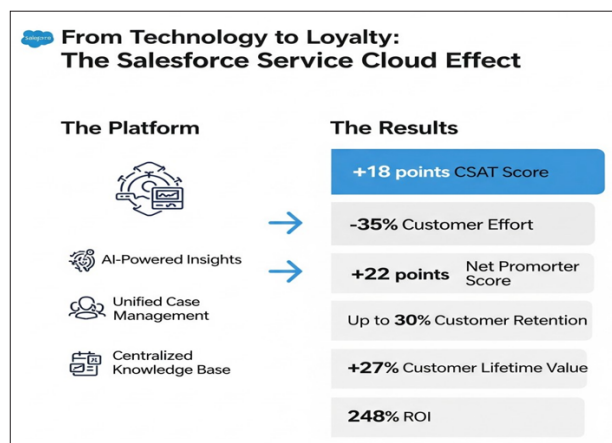 salesforce
From Technology to Loyalty:
The Salesforce Service Cloud Effect
The Platform
AI-Powered Insights
Unified Case
Management
Centralized
Knowledge Base
The Results
+18 points CSAT Score
-35% Customer Effort
+22 points Net Promoter
Score
Up to 30% Customer Retention
+27% Customer Lifetime Value
248% ROI